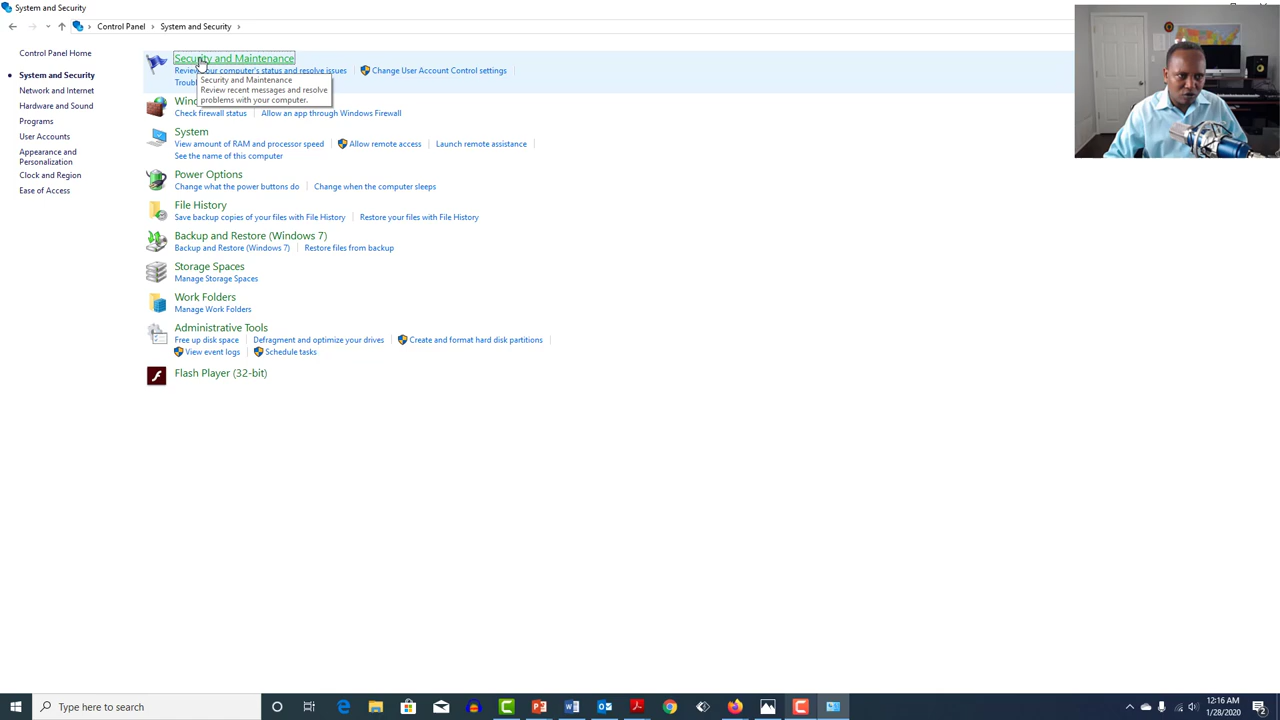 System and Security
Control Panel > System and Security >
Control Panel Home
System and Security
Network and Internet
Hardware and Sound
Programs
User Accounts
Appearance and
Personalization
Clock and Region
Ease of Access
Security and Maintenance
Review your computer's status and resolve issues
Change User Account Control settings
Security and Maintenance
Review recent messages and resolve
problems with your computer.
Check firewall status
Allow an app through Windows Firewall
System
View amount of RAM and processor speed
Allow remote access
Launch remote assistance
See the name of this computer
Power Options
Change what the power buttons do
Change when the computer sleeps
File History
Save backup copies of your files with File History
Restore your files with File History
Backup and Restore (Windows 7)
Backup and Restore (Windows 7)
Restore files from backup
Storage Spaces
Manage Storage Spaces
Work Folders
Manage Work Folders
Administrative Tools
Free up disk space
Defragment and optimize your drives
Create and format hard disk partitions
View event logs
Schedule tasks
Flash Player (32-bit)
Type here to search
12:16 AM
1/28/2020
2